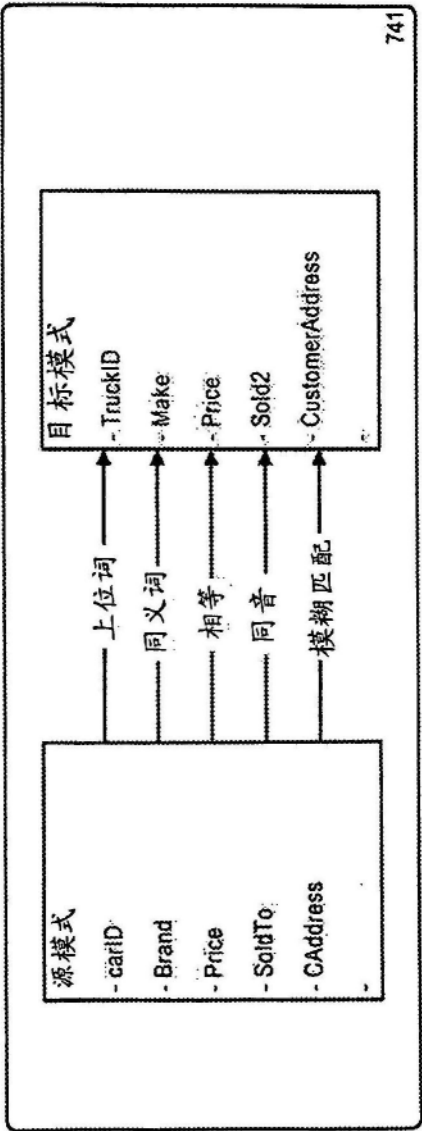 源模式
- carID
- Brand
- Price
- SoldTo
- CAddress
-
上位词
同义词
相等
同音
模糊匹配
目标模式
- TruckID
- Make
- Price
- Sold2
- CustomerAddress
-
741